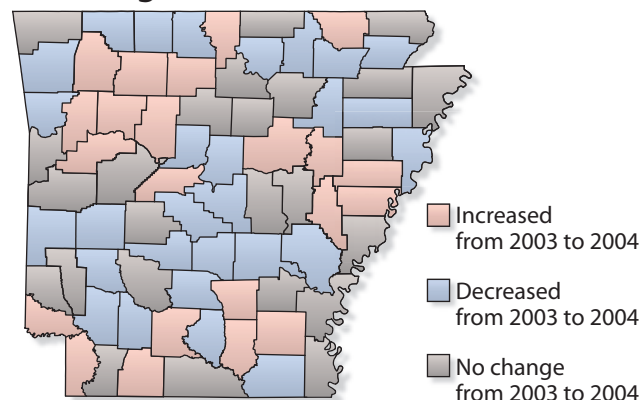 Increased
from 2003 to 2004
Decreased
from 2003 to 2004
No change
from 2003 to 2004